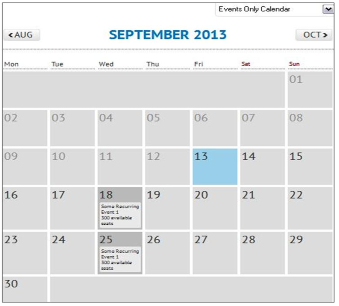 Events Only Calendar
< AUG
SEPTEMBER 2013
OCT >
Mon Tue Wed Thu Fri Sat Sun
01
02 03 04 05 06 07 08
09 10 11 12 13 14 15
16 17 18 19 20 21 22
Some Recurring
Event 1
300 available
seats
23 24 25 26 27 28 29
Some Recurring
Event 1
300 available
seats
30